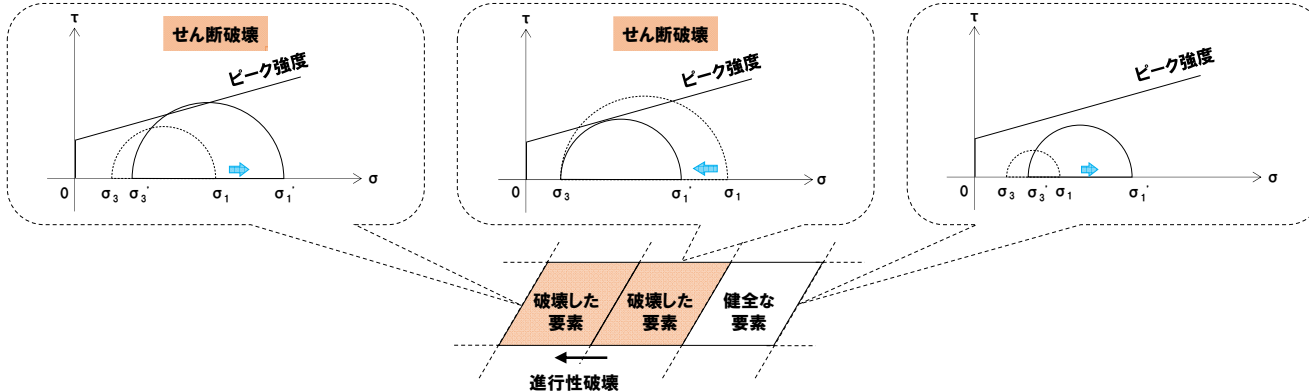 τ
せん断破壊
ピーク強度
0
σ3
σ3'
σ1
σ1'
σ
τ
せん断破壊
ピーク強度
0
σ3
σ1'
σ1
σ
τ
ピーク強度
0
σ3
σ3'
σ1
σ1'
σ
破壊した
要素
破壊した
要素
健全な
要素
進行性破壊